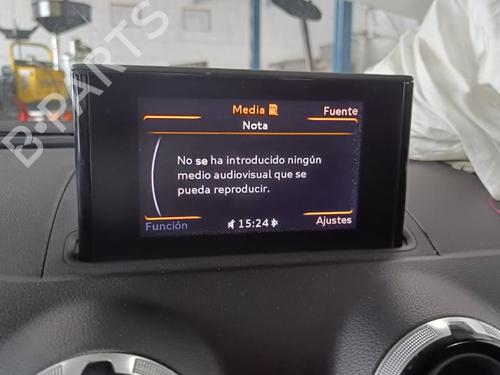 B-PARTS
Media
Fuente
Nota
No se ha introducido ningún
medio audiovisual que se
pueda reproducir.
Función
15:24
Ajustes